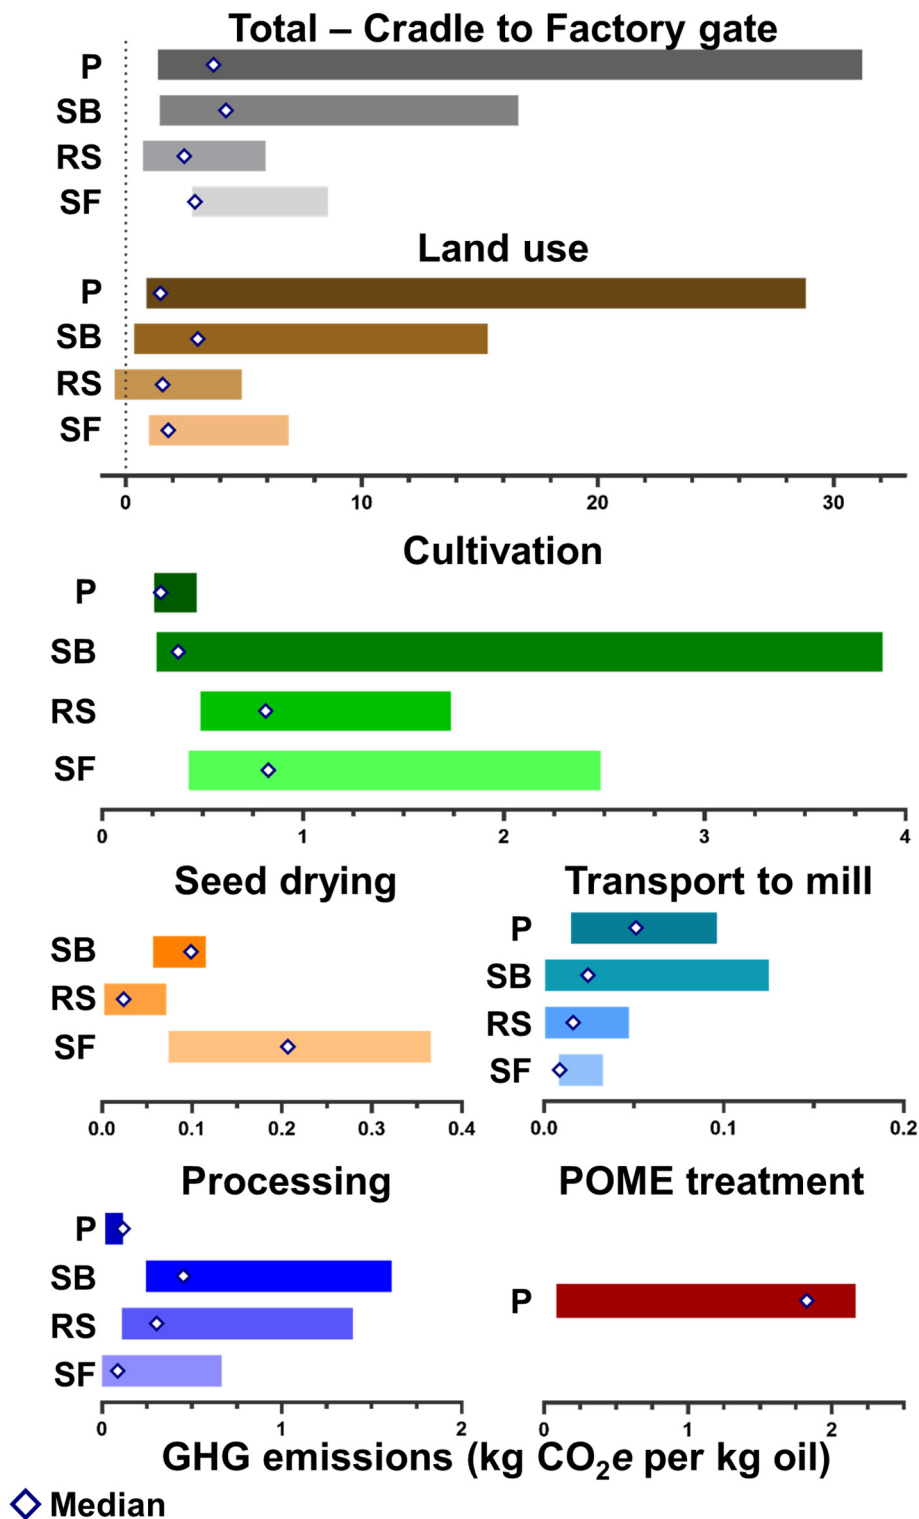 Total – Cradle to Factory gate
P
SB
RS
SF
Land use
P
SB
RS
SF
0 10 20 30
Cultivation
P
SB
RS
SF
0 1 2 3 4
Seed drying
SB
RS
SF
0.0 0.1 0.2 0.3 0.4
Transport to mill
P
SB
RS
SF
0.0 0.1 0.2
Processing
P
SB
RS
SF
0 1 2
POME treatment
P
0 1 2
GHG emissions (kg CO₂e per kg oil)
Median